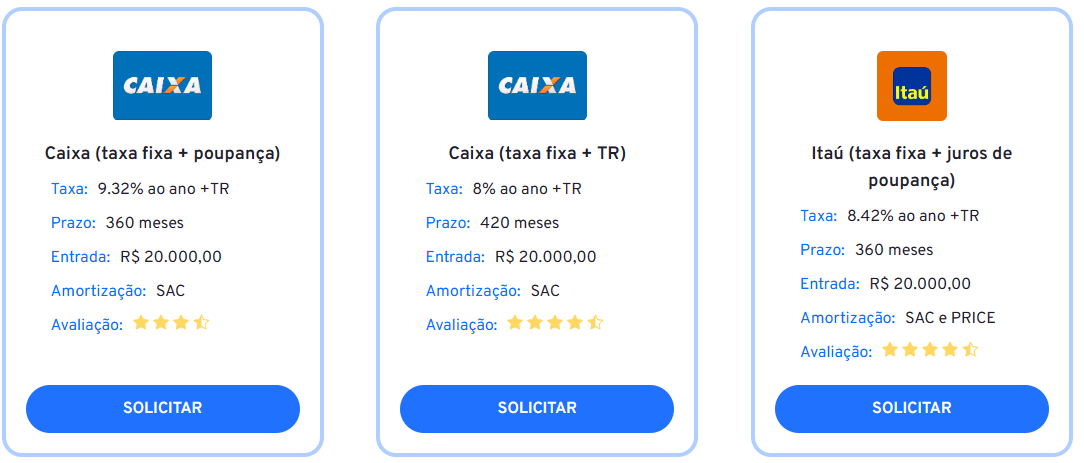 CAIXA
Caixa (taxa fixa + poupança)
Taxa: 9.32% ao ano +TR
Prazo: 360 meses
Entrada: R$ 20.000,00
Amortização: SAC
Avaliação:
SOLICITAR
CAIXA
Caixa (taxa fixa + TR)
Taxa: 8% ao ano +TR
Prazo: 420 meses
Entrada: R$ 20.000,00
Amortização: SAC
Avaliação:
SOLICITAR
Itaú
Itaú (taxa fixa + juros de
poupança)
Taxa: 8.42% ao ano +TR
Prazo: 360 meses
Entrada: R$ 20.000,00
Amortização: SAC e PRICE
Avaliação:
SOLICITAR